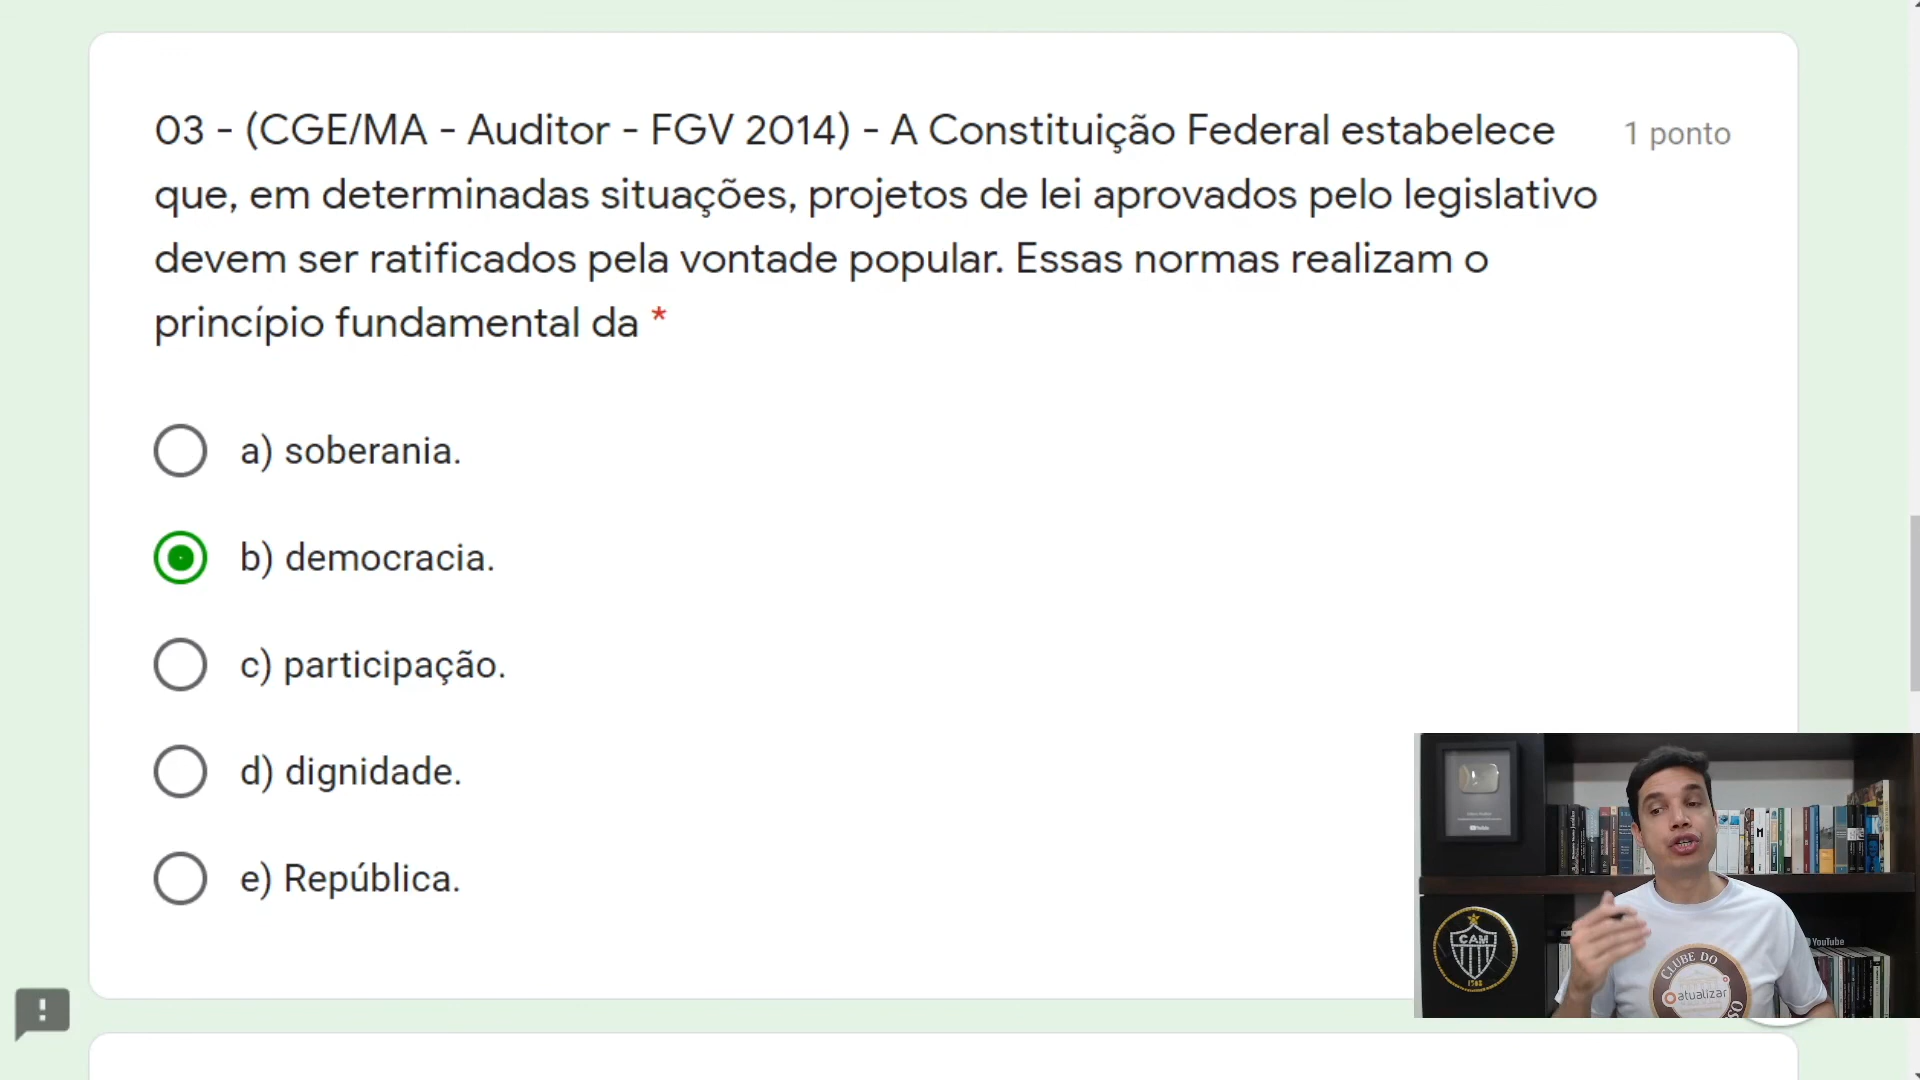 03 - (CGE/MA - Auditor - FGV 2014) - A Constituição Federal estabelece
1 ponto
que, em determinadas situações, projetos de lei aprovados pelo legislativo
devem ser ratificados pela vontade popular. Essas normas realizam o
princípio fundamental da *
a) soberania.
b) democracia.
c) participação.
d) dignidade.
e) República.
CAM
1908
YouTube
CLUBE DO
atualizar